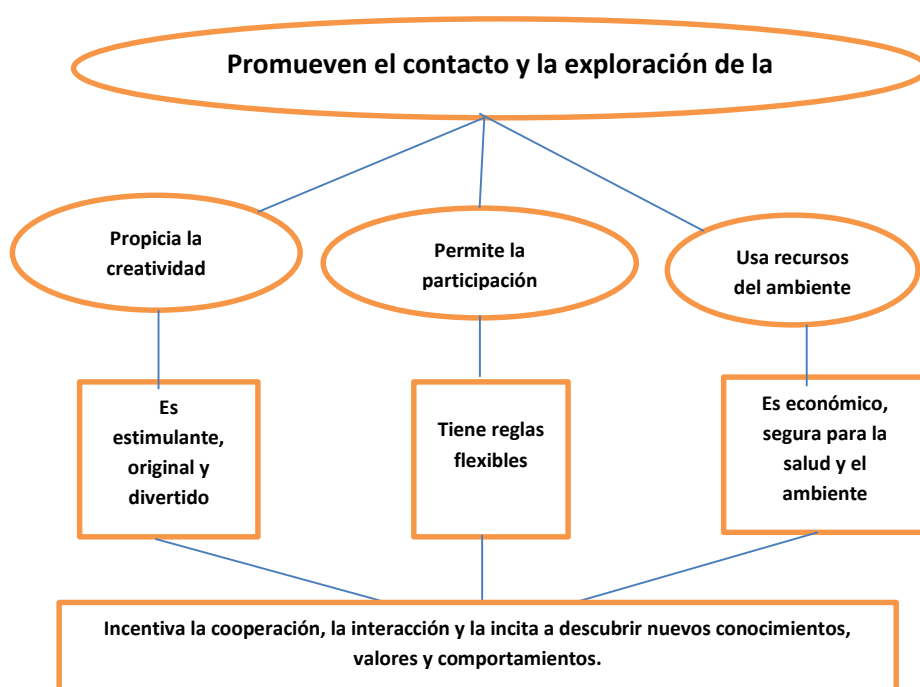 Promueven el contacto y la exploración de la
Propicia la
creatividad
Permite la
participación
Usa recursos
del ambiente
Es
estimulante,
original y
divertido
Tiene reglas
flexibles
Es económico,
segura para la
salud y el
ambiente
Incentiva la cooperación, la interacción y la incita a descubrir nuevos conocimientos,
valores y comportamientos.